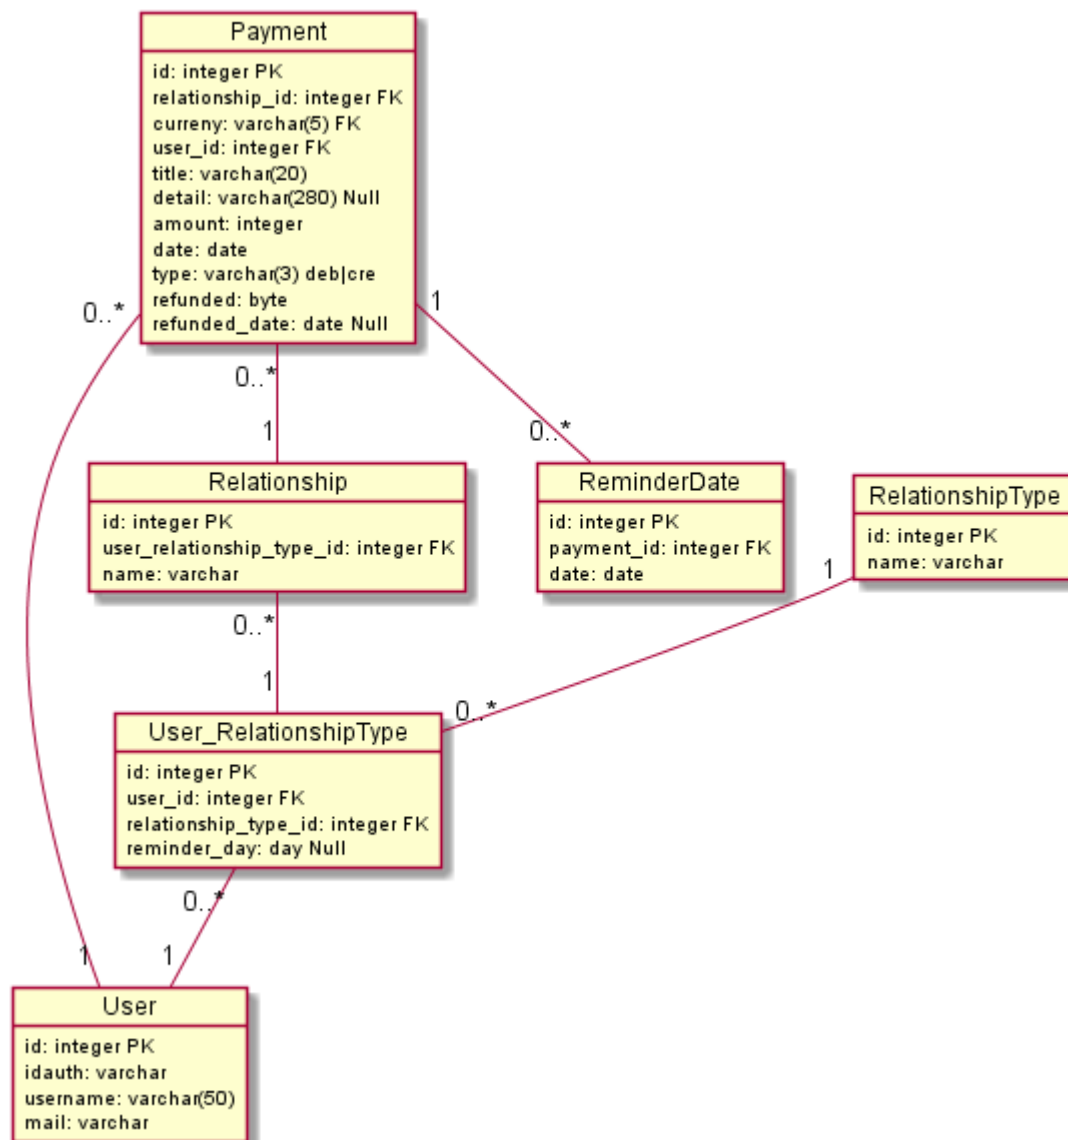 Payment
id: integer PK
relationship_id: integer FK
curreny: varchar(5) FK
user_id: integer FK
title: varchar(20)
detail: varchar(280) Null
amount: integer
date: date
type: varchar(3) deb|cre
refunded: byte
refunded_date: date Null
0..*
1
0..*
1
0..*
Relationship
id: integer PK
user_relationship_type_id: integer FK
name: varchar
ReminderDate
id: integer PK
payment_id: integer FK
date: date
RelationshipType
id: integer PK
name: varchar
1
0..*
1
0..*
User_RelationshipType
id: integer PK
user_id: integer FK
relationship_type_id: integer FK
reminder_day: day Null
0..*
1
1
User
id: integer PK
idauth: varchar
username: varchar(50)
mail: varchar